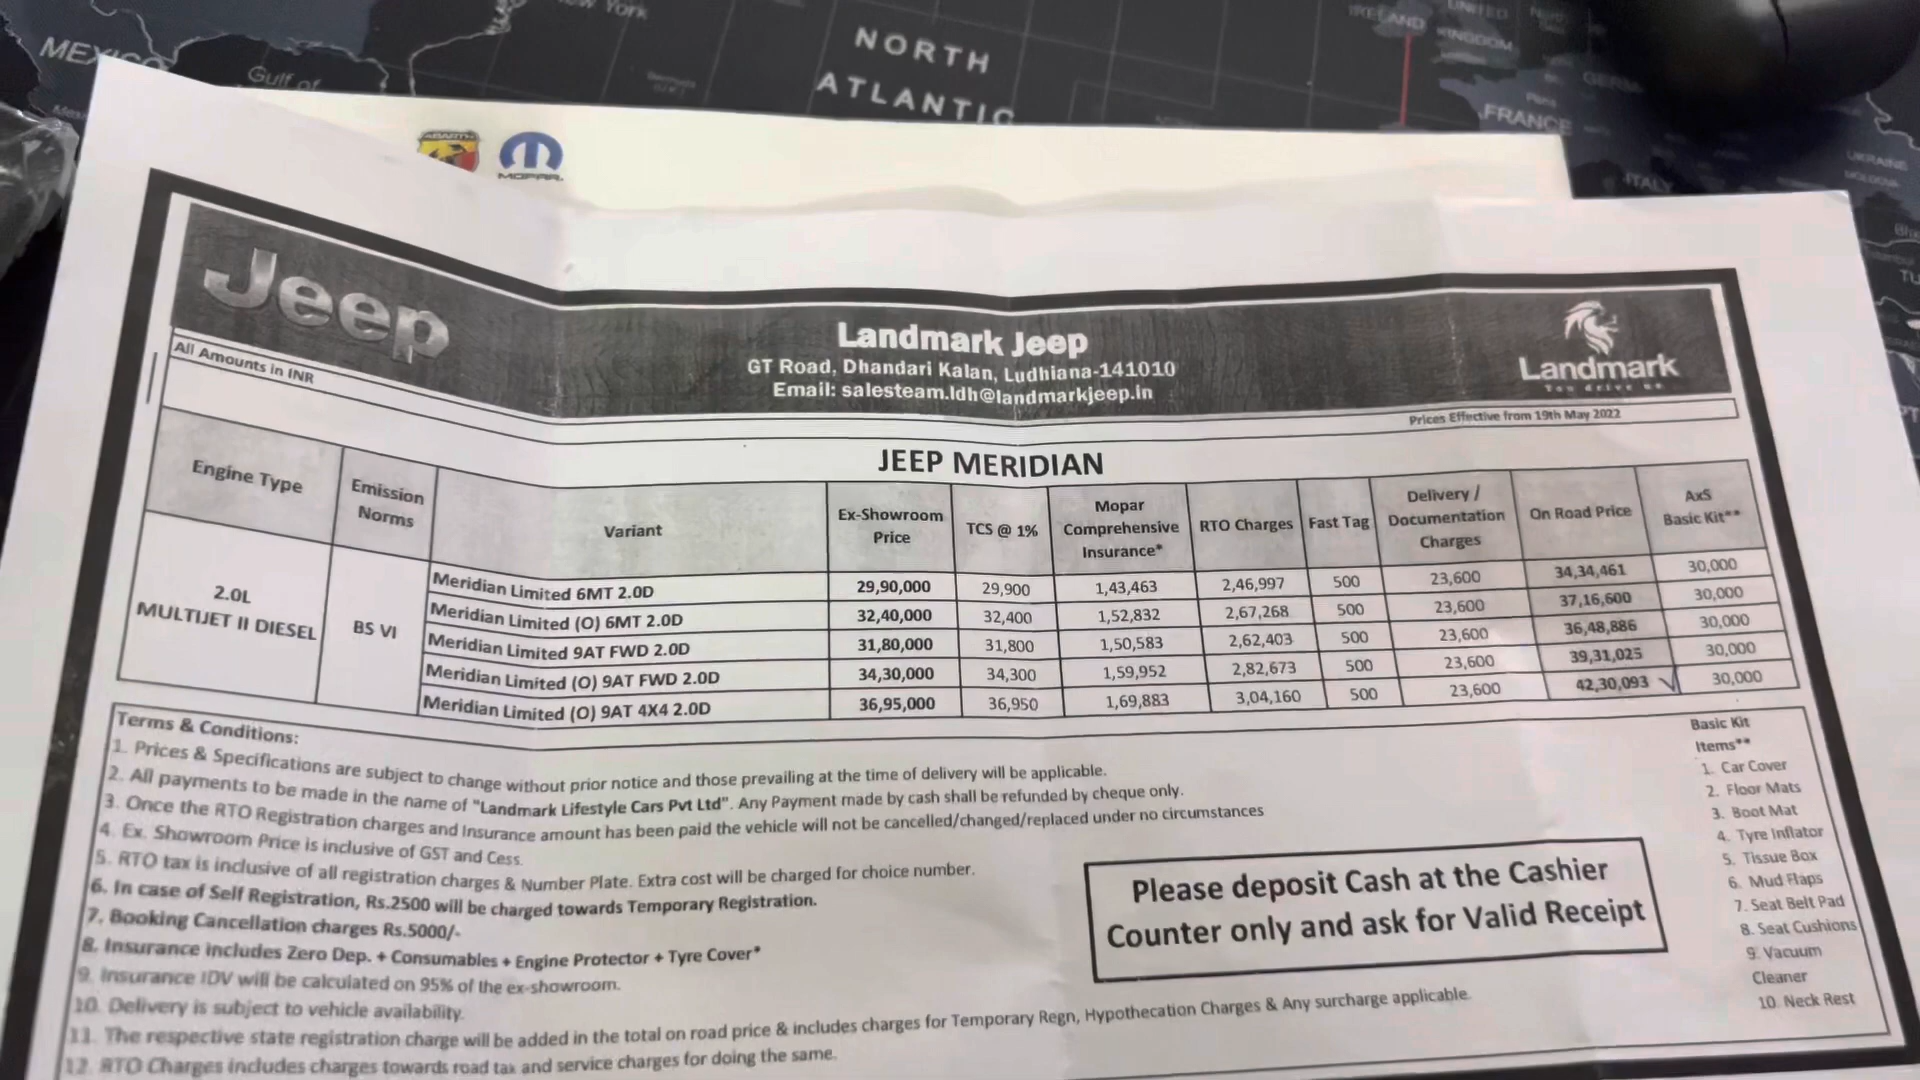 New York
MEXICO
Gulf of
NORTH
ATLANTIC
IRELAND
UNITED
KINGDOM
Paris
FRANCE
ITALY
UKRAINE
MOLDOVA
ABARTH
MOPAR
Jeep
Landmark Jeep
GT Road, Dhandari Kalan, Ludhiana-141010
Email: salesteam.ldh@landmarkjeep.in
Landmark
You drive us
All Amounts in INR
Prices Effective from 19th May 2022
JEEP MERIDIAN
Engine Type Emission Norms Variant Ex-Showroom Price TCS @ 1% Mopar Comprehensive Insurance* RTO Charges Fast Tag Delivery / Documentation Charges On Road Price AxS Basic Kit**
2.0L
MULTIJET II DIESEL
BS VI
Meridian Limited 6MT 2.0D 29,90,000 29,900 1,43,463 2,46,997 500 23,600 34,34,461 30,000
Meridian Limited (O) 6MT 2.0D 32,40,000 32,400 1,52,832 2,67,268 500 23,600 37,16,600 30,000
Meridian Limited 9AT FWD 2.0D 31,80,000 31,800 1,50,583 2,62,403 500 23,600 36,48,886 30,000
Meridian Limited (O) 9AT FWD 2.0D 34,30,000 34,300 1,59,952 2,82,673 500 23,600 39,31,025 30,000
Meridian Limited (O) 9AT 4X4 2.0D 36,95,000 36,950 1,69,883 3,04,160 500 23,600 42,30,093 30,000
Terms & Conditions:
1. Prices & Specifications are subject to change without prior notice and those prevailing at the time of delivery will be applicable.
2. All payments to be made in the name of "Landmark Lifestyle Cars Pvt Ltd". Any Payment made by cash shall be refunded by cheque only.
3. Once the RTO Registration charges and Insurance amount has been paid the vehicle will not be cancelled/changed/replaced under no circumstances
4. Ex. Showroom Price is inclusive of GST and Cess.
5. RTO tax is inclusive of all registration charges & Number Plate. Extra cost will be charged for choice number.
6. In case of Self Registration, Rs.2500 will be charged towards Temporary Registration.
7. Booking Cancellation charges Rs.5000/-
8. Insurance includes Zero Dep. + Consumables + Engine Protector + Tyre Cover*
9. Insurance IDV will be calculated on 95% of the ex-showroom.
10. Delivery is subject to vehicle availability.
11. The respective state registration charge will be added in the total on road price & includes charges for Temporary Regn, Hypothecation Charges & Any surcharge applicable.
12. RTO Charges includes charges towards road tax and service charges for doing the same.
Please deposit Cash at the Cashier
Counter only and ask for Valid Receipt
Basic Kit
Items**
1. Car Cover
2. Floor Mats
3. Boot Mat
4. Tyre Inflator
5. Tissue Box
6. Mud Flaps
7. Seat Belt Pad
8. Seat Cushions
9. Vacuum
Cleaner
10. Neck Rest